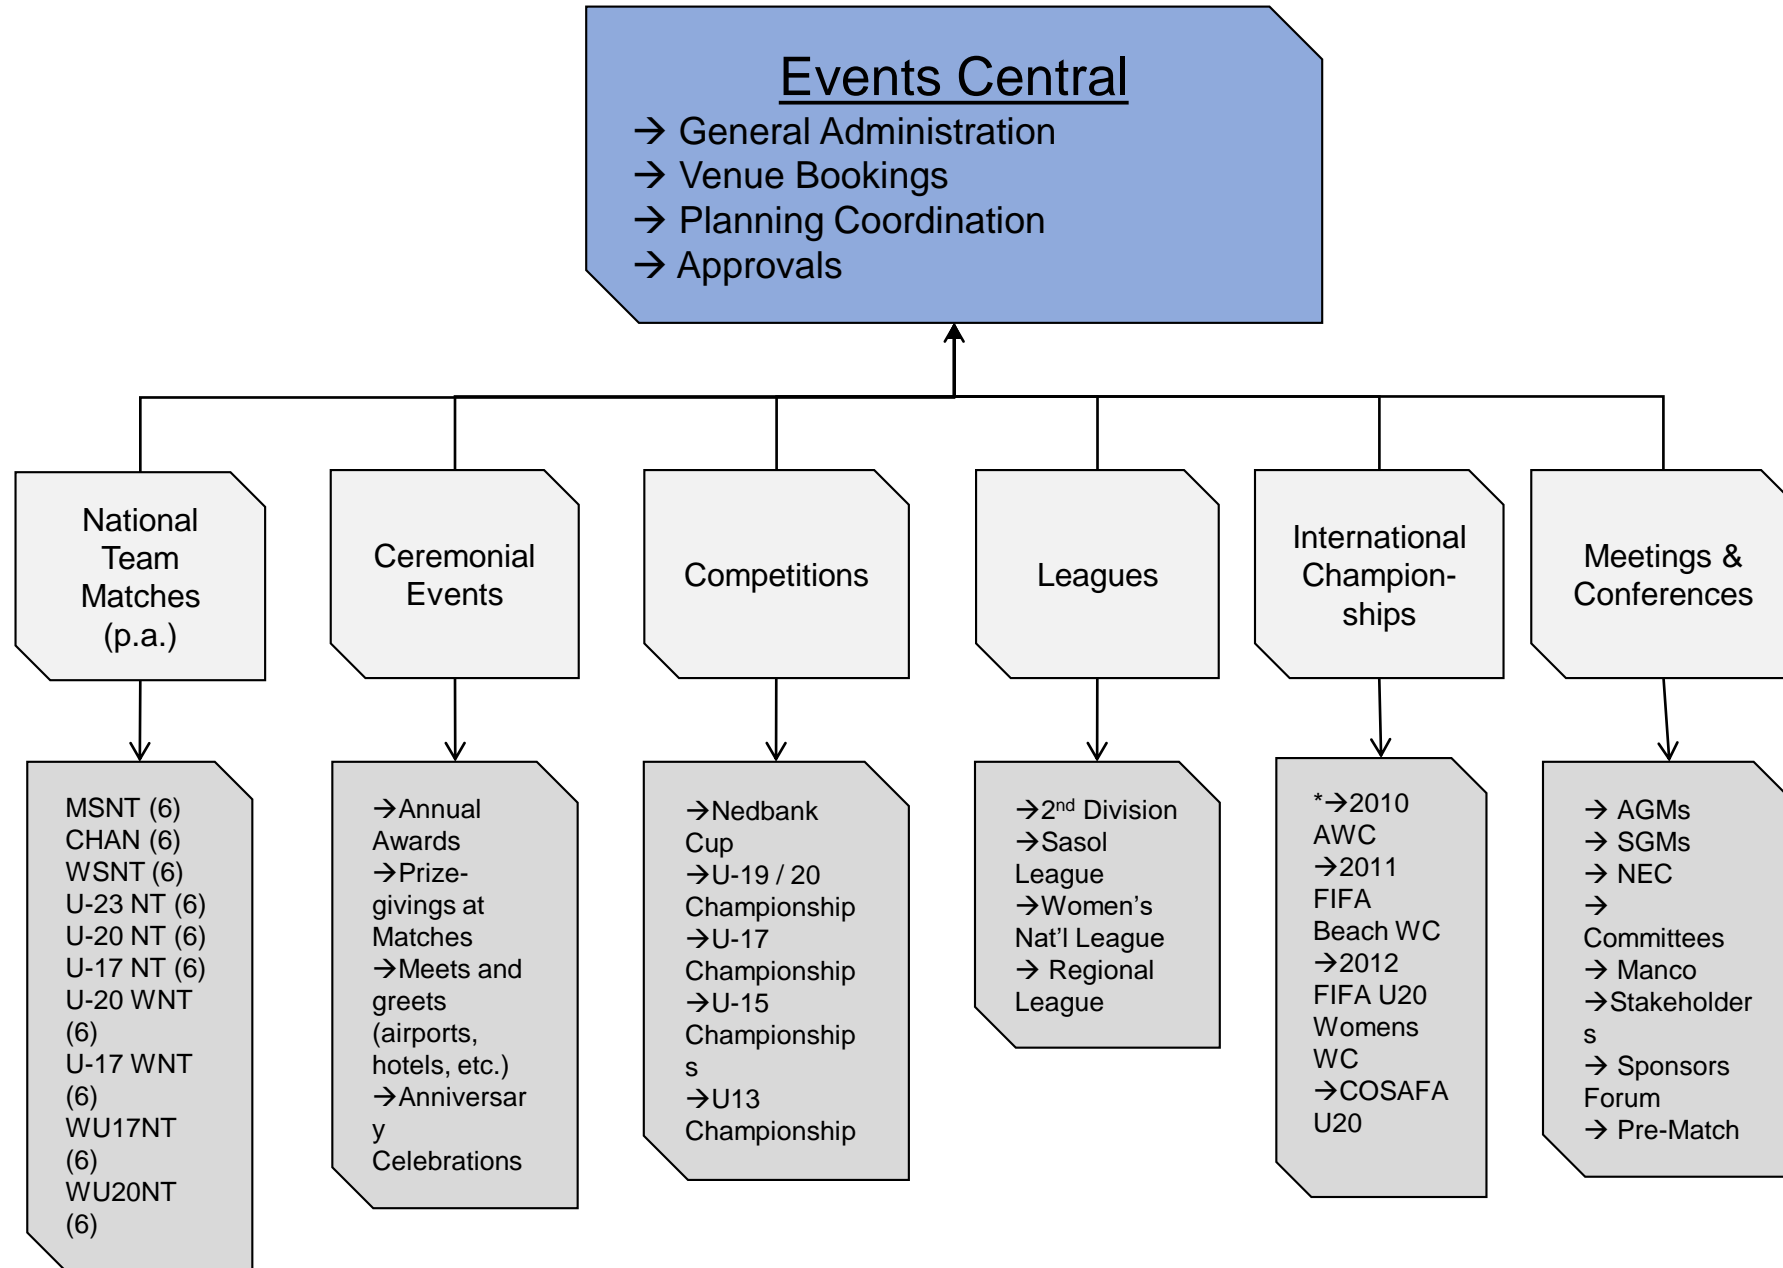 Events Central
→ General Administration
→ Venue Bookings
→ Planning Coordination
→ Approvals
National
Team
Matches
(p.a.)
Ceremonial
Events
Competitions
Leagues
International
Champion-
ships
Meetings &
Conferences
MSNT (6)
CHAN (6)
WSNT (6)
U-23 NT (6)
U-20 NT (6)
U-17 NT (6)
U-20 WNT
(6)
U-17 WNT
(6)
WU17NT
(6)
WU20NT
(6)
→Annual
Awards
→Prize-
givings at
Matches
→Meets and
greets
(airports,
hotels, etc.)
→Anniversar
y
Celebrations
→Nedbank
Cup
→U-19 / 20
Championship
→U-17
Championship
→U-15
Championship
s
→U13
Championship
→2nd Division
→Sasol
League
→Women’s
Nat’l League
→ Regional
League
*→2010
AWC
→2011
FIFA
Beach WC
→2012
FIFA U20
Womens
WC
→COSAFA
U20
→ AGMs
→ SGMs
→ NEC
→
Committees
→ Manco
→Stakeholder
s
→ Sponsors
Forum
→ Pre-Match